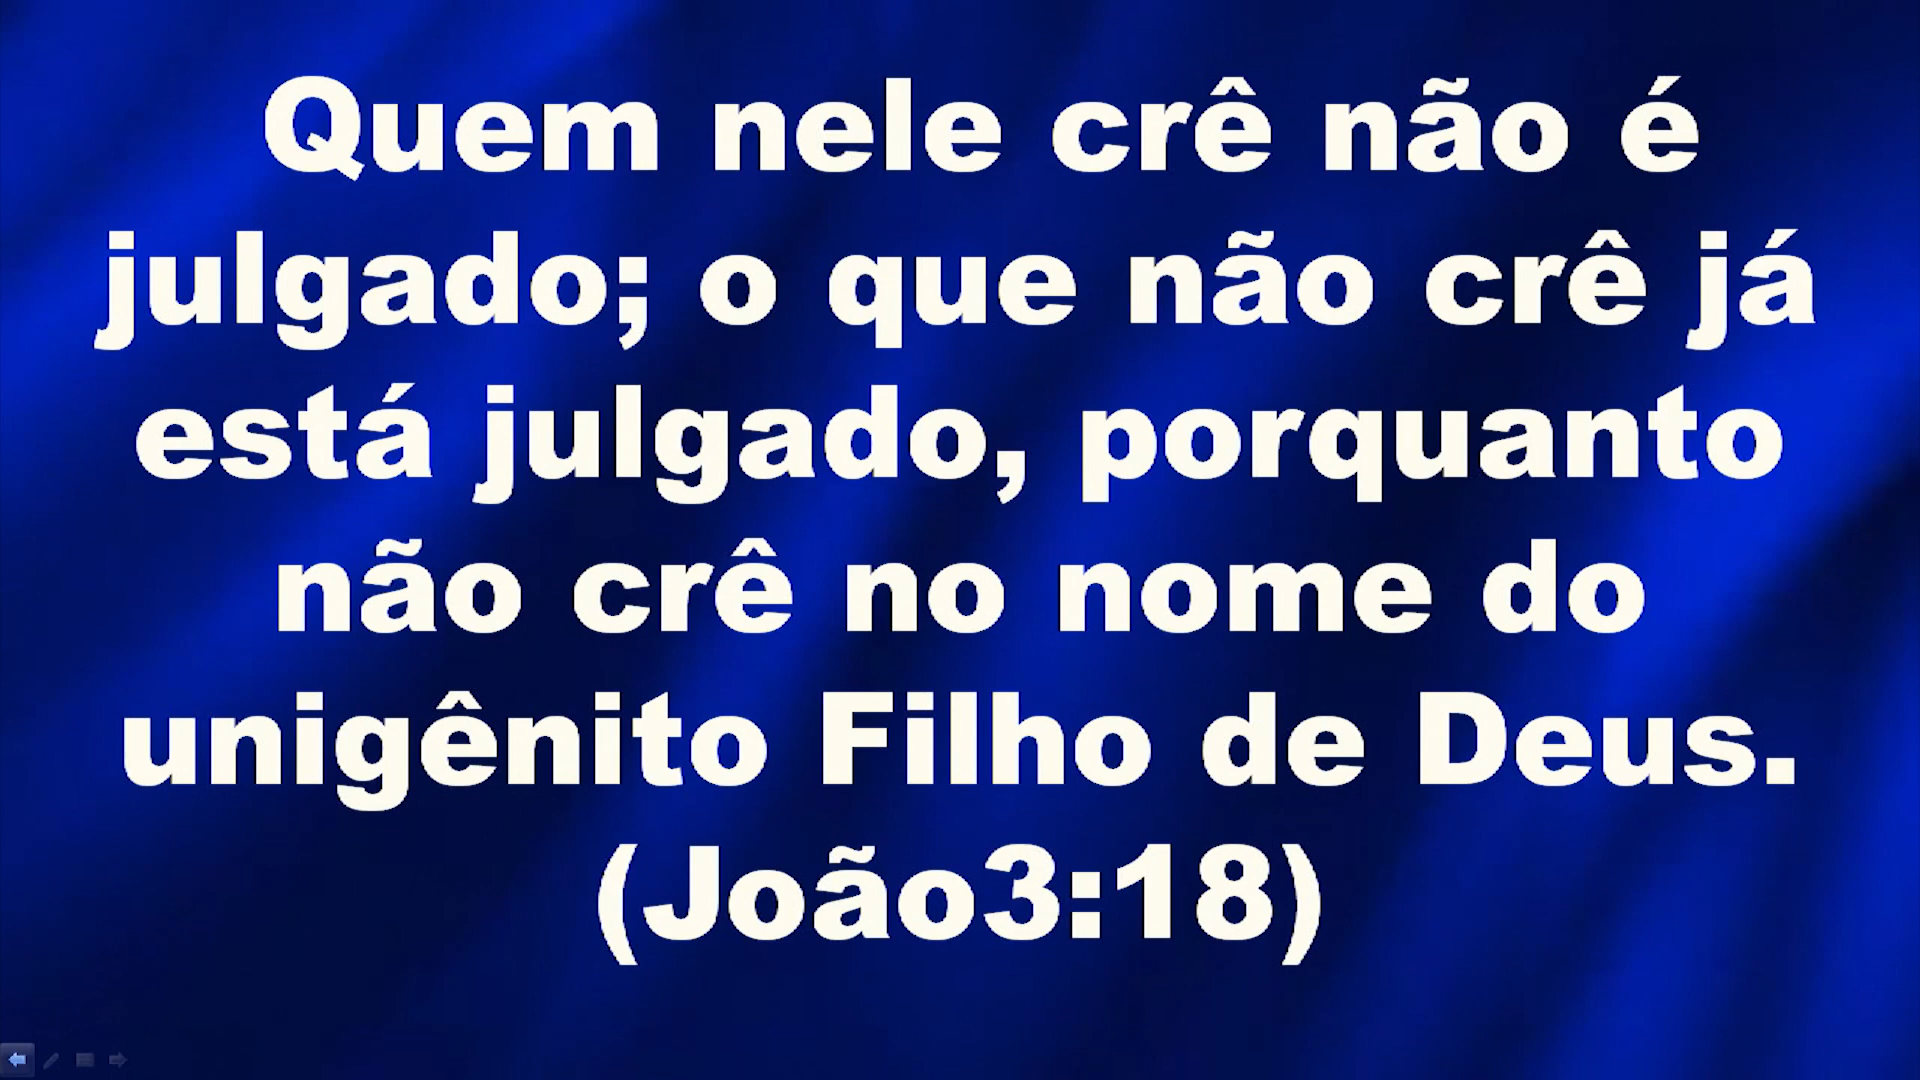 Quem nele crê não é
julgado; o que não crê já
está julgado, porquanto
não crê no nome do
unigênito Filho de Deus.
(João3:18)